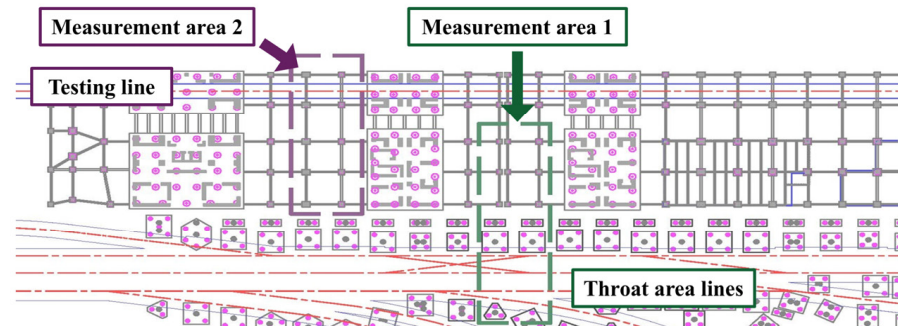 Measurement area 2
Measurement area 1
Testing line
Throat area lines